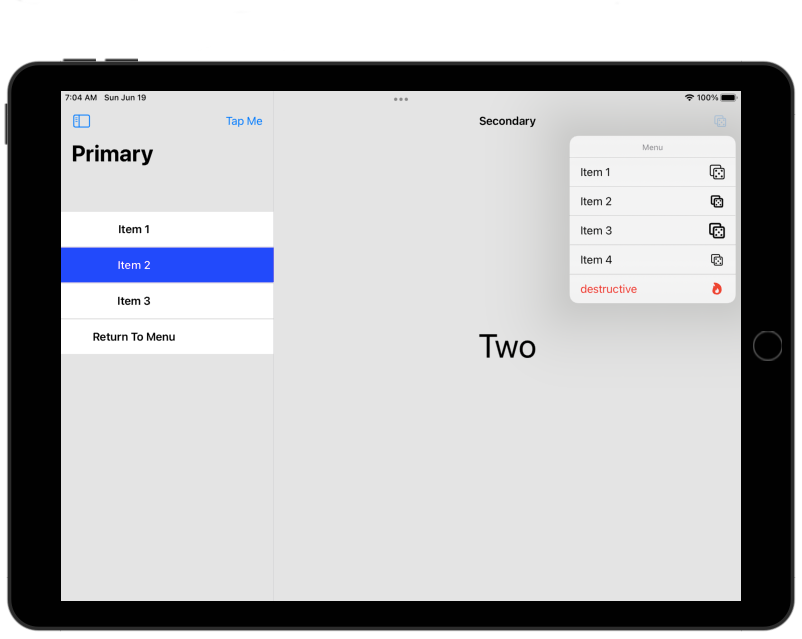 7:04 AM Sun Jun 19
100%
Tap Me
Primary
Item 1
Item 2
Item 3
Return To Menu
Secondary
Two
Menu
Item 1
Item 2
Item 3
Item 4
destructive